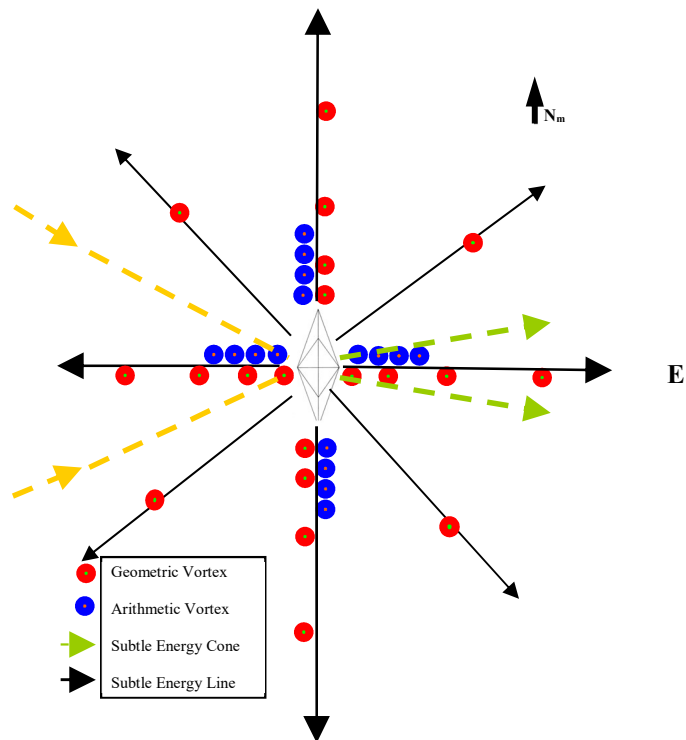 Nₘ
E
Geometric Vortex
Arithmetic Vortex
Subtle Energy Cone
Subtle Energy Line